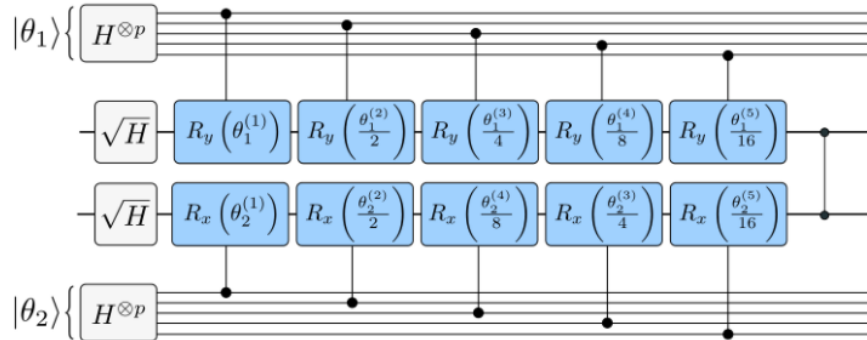 |θ₁⟩ H^{⊗p}
√H R_y (θ₁^{(1)}) R_y (θ₁^{(2)}/2) R_y (θ₁^{(3)}/4) R_y (θ₁^{(4)}/8) R_y (θ₁^{(5)}/16)
√H R_x (θ₂^{(1)}) R_x (θ₂^{(2)}/2) R_x (θ₂^{(4)}/8) R_x (θ₂^{(3)}/4) R_x (θ₂^{(5)}/16)
|θ₂⟩ H^{⊗p}